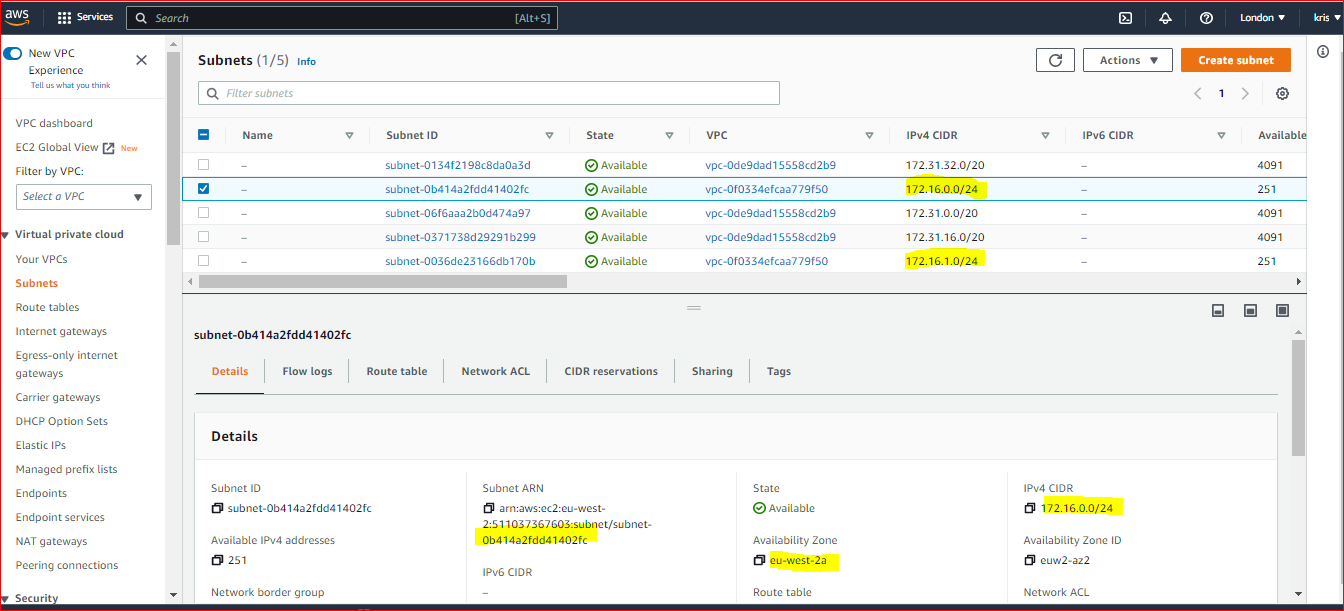 aws
Services
Search
[Alt+S]
London
kris
New VPC
Experience
Tell us what you think
VPC dashboard
EC2 Global View
New
Filter by VPC:
Select a VPC
Virtual private cloud
Your VPCs
Subnets
Route tables
Internet gateways
Egress-only internet
gateways
Carrier gateways
DHCP Option Sets
Elastic IPs
Managed prefix lists
Endpoints
Endpoint services
NAT gateways
Peering connections
Security
Subnets (1/5) Info
Actions
Create subnet
Filter subnets
1
Name Subnet ID State VPC IPv4 CIDR IPv6 CIDR Available
– subnet-0134f2198c8da0a3d Available vpc-0de9dad15558cd2b9 172.31.32.0/20 – 4091
– subnet-0b414a2fdd41402fc Available vpc-0f0334efcaa779f50 172.16.0.0/24 – 251
– subnet-06f6aaa2b0d474a97 Available vpc-0de9dad15558cd2b9 172.31.0.0/20 – 4091
– subnet-0371738d29291b299 Available vpc-0de9dad15558cd2b9 172.31.16.0/20 – 4091
– subnet-0036de23166db170b Available vpc-0f0334efcaa779f50 172.16.1.0/24 – 251
subnet-0b414a2fdd41402fc
Details Flow logs Route table Network ACL CIDR reservations Sharing Tags
Details
Subnet ID
subnet-0b414a2fdd41402fc
Available IPv4 addresses
251
Network border group
Subnet ARN
arn:aws:ec2:eu-west-
2:511037367603:subnet/subnet-
0b414a2fdd41402fc
IPv6 CIDR
–
State
Available
Availability Zone
eu-west-2a
Route table
IPv4 CIDR
172.16.0.0/24
Availability Zone ID
euw2-az2
Network ACL